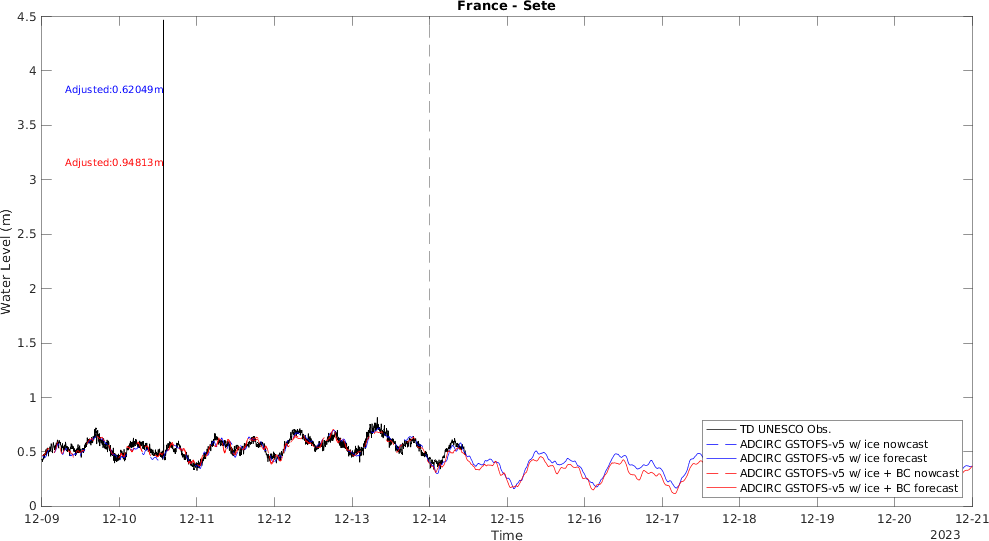 France - Sete
4.5
4
3.5
3
2.5
2
1.5
1
0.5
0
Water Level (m)
Adjusted:0.62049m
Adjusted:0.94813m
TD UNESCO Obs.
ADCIRC GSTOFS-v5 w/ ice nowcast
ADCIRC GSTOFS-v5 w/ ice forecast
ADCIRC GSTOFS-v5 w/ ice + BC nowcast
ADCIRC GSTOFS-v5 w/ ice + BC forecast
12-09 12-10 12-11 12-12 12-13 12-14 12-15 12-16 12-17 12-18 12-19 12-20 12-21
Time
2023